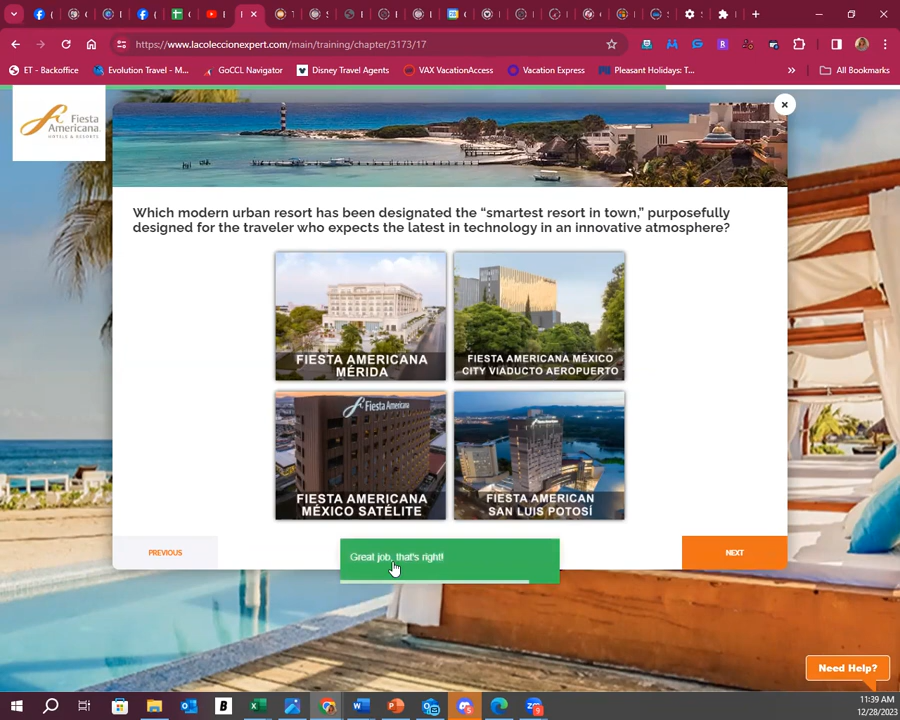 https://www.lacoleccionexpert.com/main/training/chapter/3173/17
ET - Backoffice
Evolution Travel - M...
GoCCL Navigator
Disney Travel Agents
VAX VacationAccess
Vacation Express
Pleasant Holidays: T...
»
All Bookmarks
Fiesta
Americana
HOTELS & RESORTS
Which modern urban resort has been designated the “smartest resort in town,” purposefully
designed for the traveler who expects the latest in technology in an innovative atmosphere?
FIESTA AMERICANA
MÉRIDA
FIESTA AMERICANA MÉXICO
CITY VIADUCTO AEROPUERTO
Fiesta Americana
FIESTA AMERICANA
MÉXICO SATÉLITE
FIESTA AMERICAN
SAN LUIS POTOSÍ
PREVIOUS
Great job, that's right!
NEXT
Need Help?
11:39 AM
12/28/2023